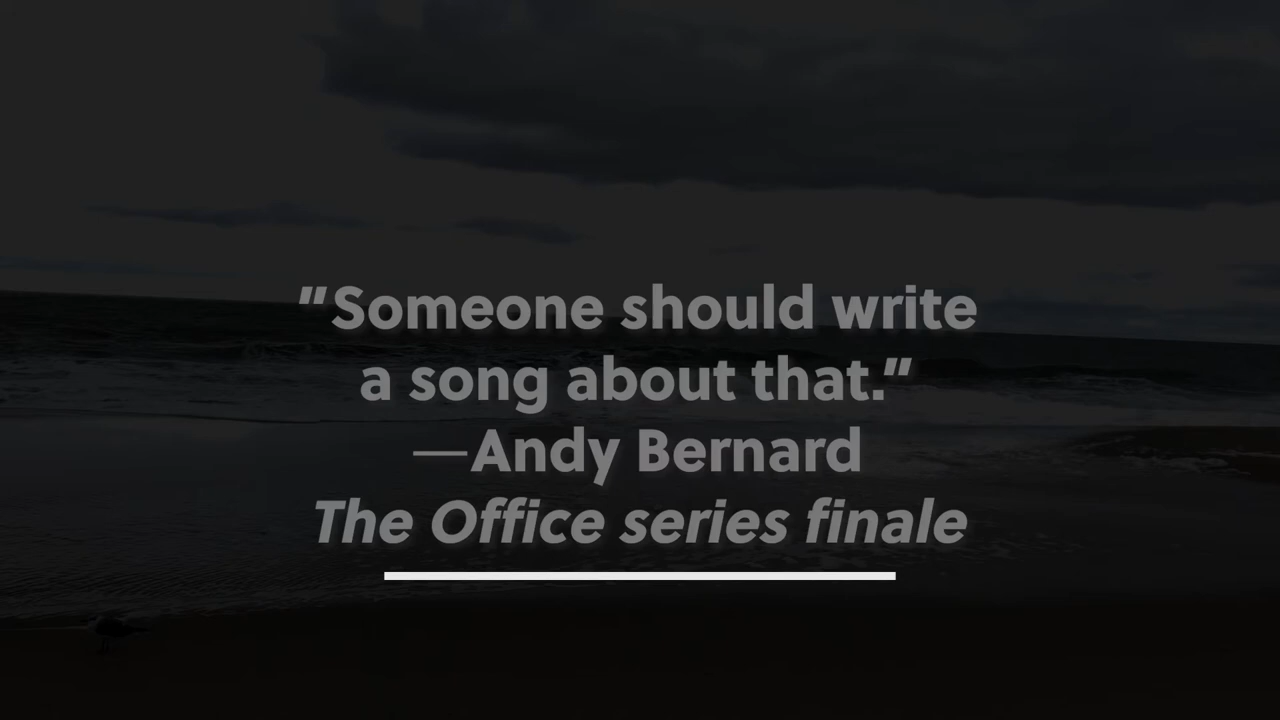 "Someone should write
a song about that."
—Andy Bernard
The Office series finale